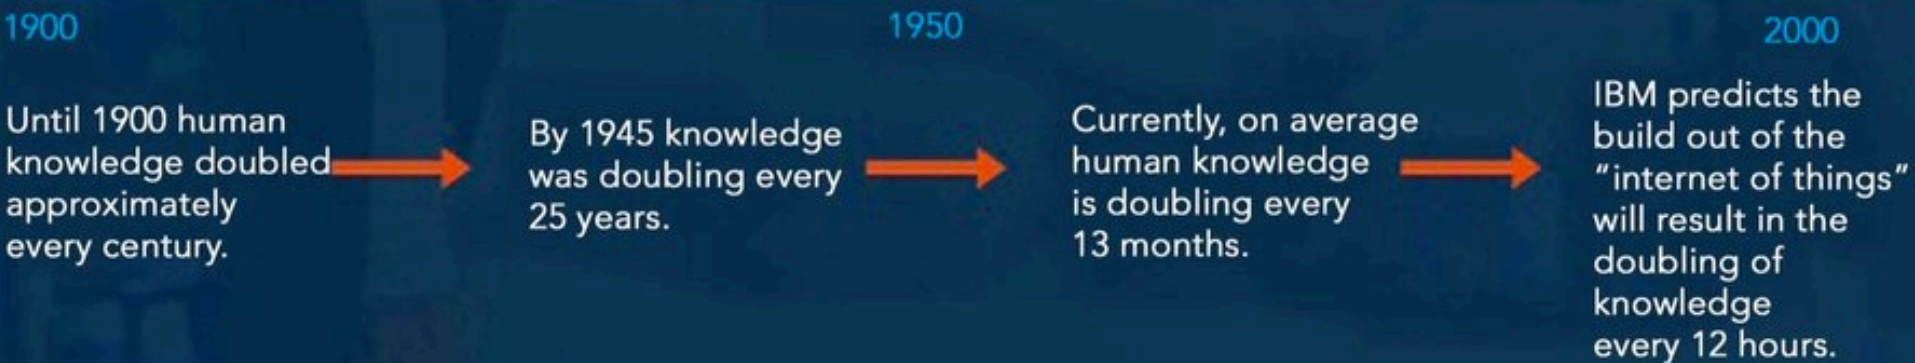 1900
1950
2000
Until 1900 human
knowledge doubled
approximately
every century.
By 1945 knowledge
was doubling every
25 years.
Currently, on average
human knowledge
is doubling every
13 months.
IBM predicts the
build out of the
“internet of things”
will result in the
doubling of
knowledge
every 12 hours.